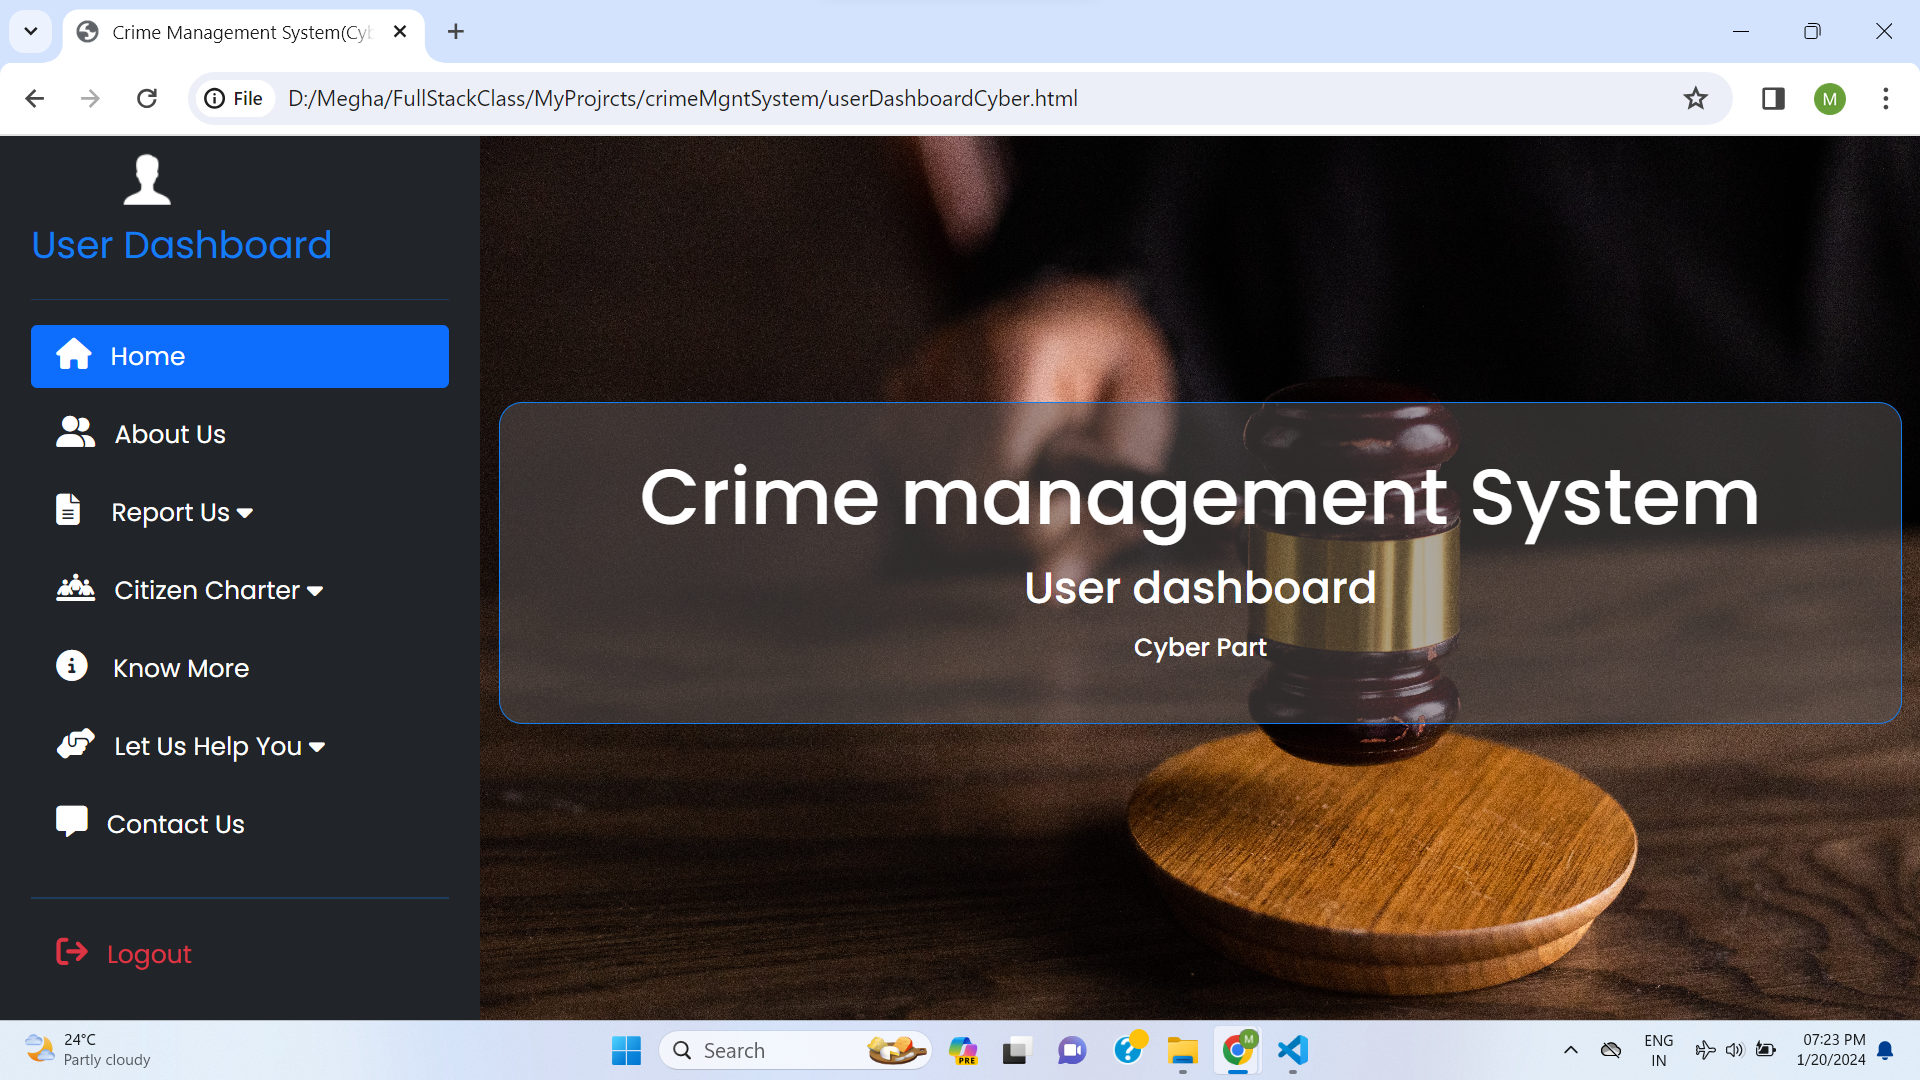 Crime Management System(Cyb
File
D:/Megha/FullStackClass/MyProjrcts/crimeMgntSystem/userDashboardCyber.html
M
User Dashboard
Home
About Us
Report Us
Citizen Charter
Know More
Let Us Help You
Contact Us
Logout
Crime management System
User dashboard
Cyber Part
24°C
Partly cloudy
Search
PRE
M
ENG
IN
07:23 PM
1/20/2024